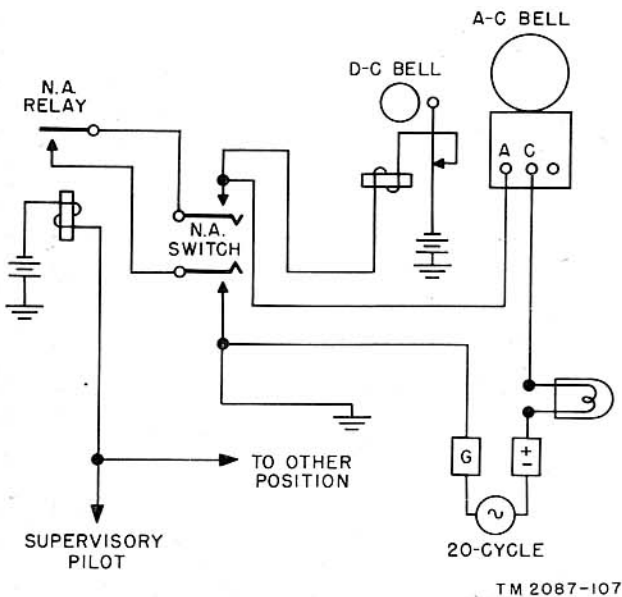 A-C BELL
D-C BELL
N.A.
RELAY
A C
N.A.
SWITCH
G
+
-
TO OTHER
POSITION
SUPERVISORY
PILOT
20-CYCLE
TM 2087-107